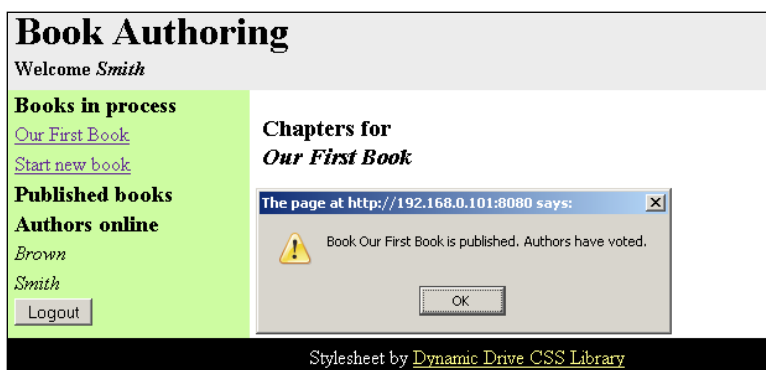 Book Authoring
Welcome Smith
Books in process
Our First Book
Start new book
Published books
Authors online
Brown
Smith
Logout
Chapters for
Our First Book
The page at http://192.168.0.101:8080 says:
Book Our First Book is published. Authors have voted.
OK
Stylesheet by Dynamic Drive CSS Library